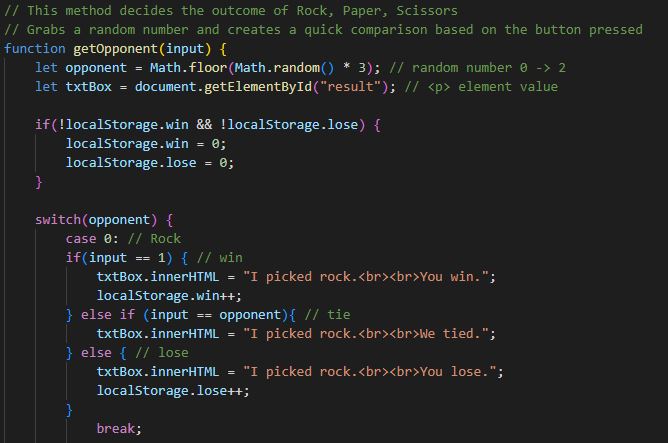 // This method decides the outcome of Rock, Paper, Scissors
// Grabs a random number and creates a quick comparison based on the button pressed
function getOpponent(input) {
    let opponent = Math.floor(Math.random() * 3); // random number 0 -> 2
    let txtBox = document.getElementById("result"); // <p> element value

    if(!localStorage.win && !localStorage.lose) {
        localStorage.win = 0;
        localStorage.lose = 0;
    }

    switch(opponent) {
        case 0: // Rock
        if(input == 1) { // win
            txtBox.innerHTML = "I picked rock.<br><br>You win.";
            localStorage.win++;
        } else if (input == opponent){ // tie
            txtBox.innerHTML = "I picked rock.<br><br>We tied.";
        } else { // lose
            txtBox.innerHTML = "I picked rock.<br><br>You lose.";
            localStorage.lose++;
        }
            break;